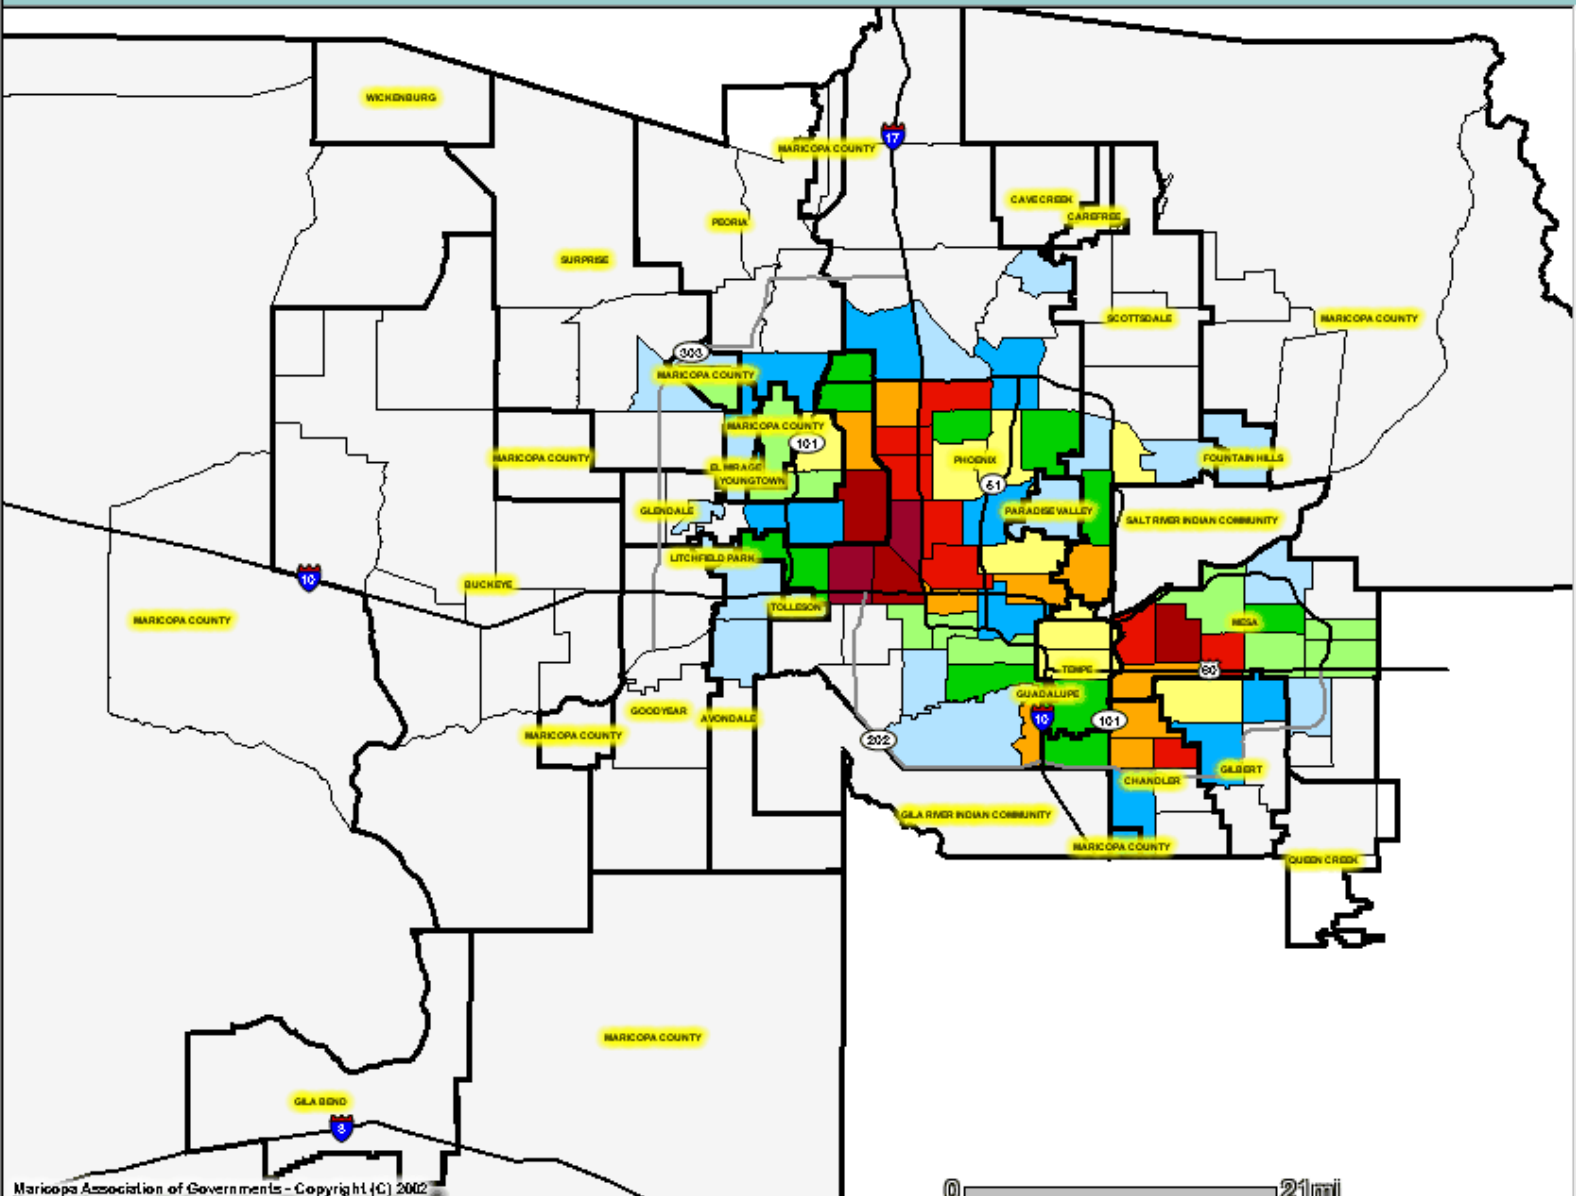 WICKENBURG
17
MARICOPA COUNTY
CAVE CREEK
CAREFREE
PEORIA
SURPRISE
SCOTTSDALE
MARICOPA COUNTY
303
MARICOPA COUNTY
MARICOPA COUNTY
101
MARICOPA COUNTY
EL MIRAGE
YOUNGTOWN
PHOENIX
51
FOUNTAIN HILLS
GLENDALE
PARADISE VALLEY
SALT RIVER INDIAN COMMUNITY
LITCHFIELD PARK
10
BUCKEYE
TOLLESON
MARICOPA COUNTY
MESA
TEMPE
60
GUADALUPE
GOODYEAR
AVONDALE
10
101
MARICOPA COUNTY
202
GILBERT
CHANDLER
GILA RIVER INDIAN COMMUNITY
MARICOPA COUNTY
QUEEN CREEK
MARICOPA COUNTY
GILA BEND
8
Maricopa Association of Governments - Copyright (C) 2002
0 21mi